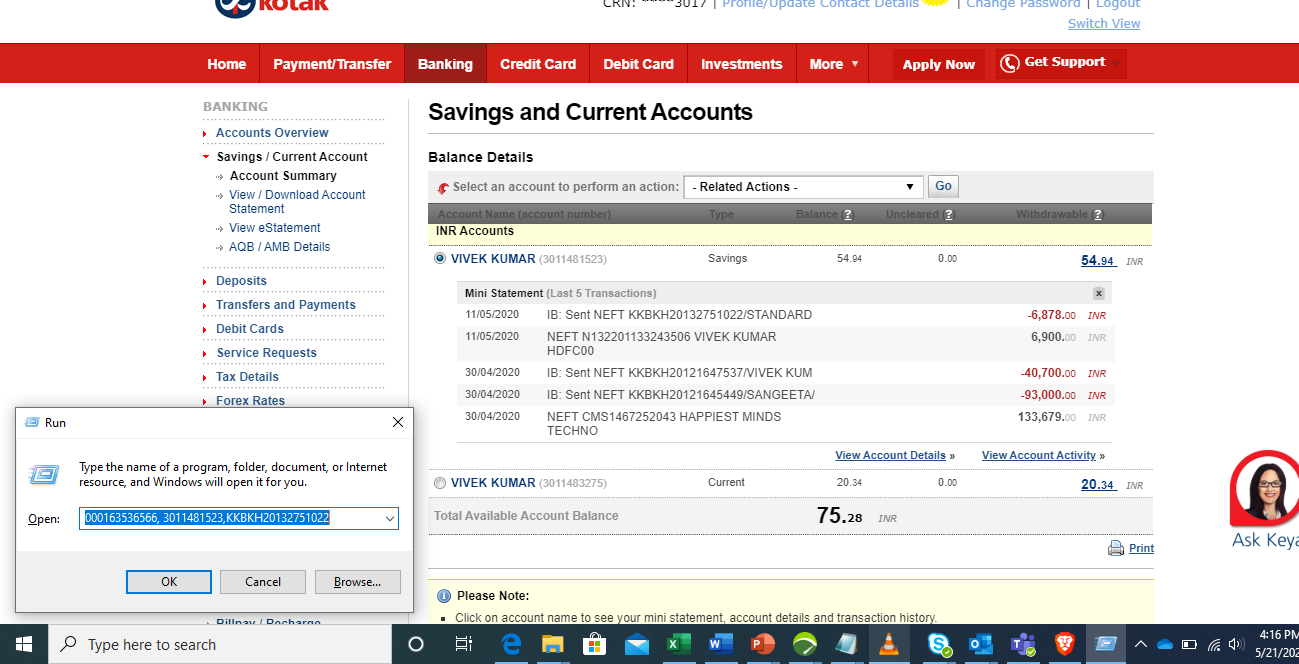 kotak
CRN: ****3017 | Profile/Update Contact Details | Change Password | Logout
Switch View
Home Payment/Transfer Banking Credit Card Debit Card Investments More Apply Now Get Support
BANKING
Accounts Overview
Savings / Current Account
Account Summary
View / Download Account
Statement
View eStatement
AQB / AMB Details
Deposits
Transfers and Payments
Debit Cards
Service Requests
Tax Details
Forex Rates
Billpay / Recharge
Savings and Current Accounts
Balance Details
Select an account to perform an action: - Related Actions - Go
Account Name (account number) Type Balance (?) Uncleared (?) Withdrawable (?)
INR Accounts
VIVEK KUMAR (3011481523) Savings 54.94 0.00 54.94 INR
Mini Statement (Last 5 Transactions) x
11/05/2020 IB: Sent NEFT KKBKH20132751022/STANDARD -6,878.00 INR
11/05/2020 NEFT N132201133243506 VIVEK KUMAR 6,900.00 INR
HDFC00
30/04/2020 IB: Sent NEFT KKBKH20121647537/VIVEK KUM -40,700.00 INR
30/04/2020 IB: Sent NEFT KKBKH20121645449/SANGEETA/ -93,000.00 INR
30/04/2020 NEFT CMS1467252043 HAPPIEST MINDS 133,679.00 INR
TECHNO
View Account Details » View Account Activity »
VIVEK KUMAR (3011483275) Current 20.34 0.00 20.34 INR
Total Available Account Balance 75.28 INR
Print
Please Note:
Click on account name to see your mini statement, account details and transaction history.
Ask Keya
Run
Type the name of a program, folder, document, or Internet
resource, and Windows will open it for you.
Open: 000163536566, 3011481523,KKBKH20132751022
OK Cancel Browse...
Type here to search
4:16 PM
5/21/202